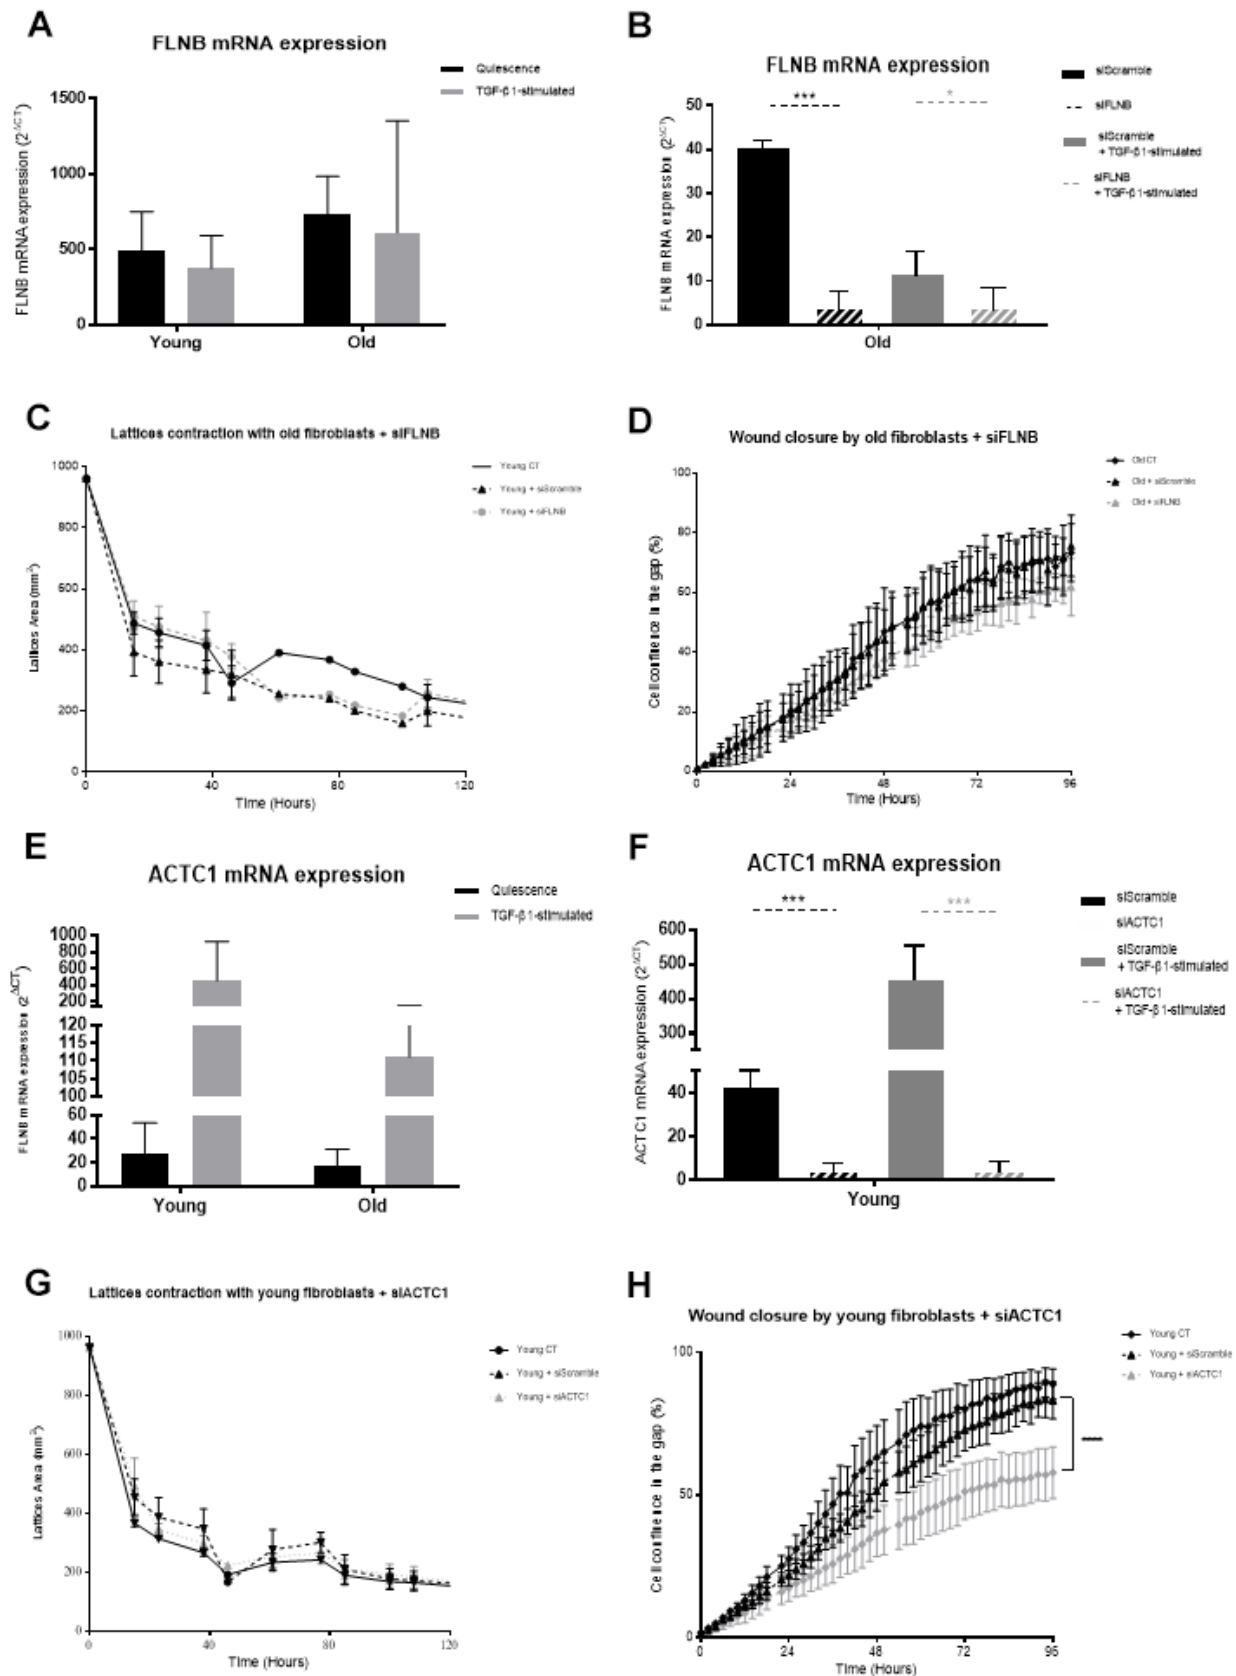 A
FLNB mRNA expression
Quiescence
TGF-β1-stimulated
FLNB mRNA expression (2^ΔCT)
1500
1000
500
0
Young
Old
B
FLNB mRNA expression
siScramble
siFLNB
siScramble
+ TGF-β1-stimulated
siFLNB
+ TGF-β1-stimulated
***
*
FLNB mRNA expression (2^ΔCT)
50
40
30
20
10
0
Old
C
Lattices contraction with old fibroblasts + siFLNB
Young CT
Young + siScramble
Young + siFLNB
Lattices Area (mm²)
1000
800
600
400
200
0
0
40
80
120
Time (Hours)
D
Wound closure by old fibroblasts + siFLNB
Old CT
Old + siScramble
Old + siFLNB
Cell confluence in the gap (%)
100
80
60
40
20
0
0
24
48
72
96
Time (Hours)
E
ACTC1 mRNA expression
Quiescence
TGF-β1-stimulated
FLNB mRNA expression (2^ΔCT)
1000
800
600
400
200
120
115
110
105
100
60
40
20
0
Young
Old
F
ACTC1 mRNA expression
siScramble
siACTC1
siScramble
+ TGF-β1-stimulated
siACTC1
+ TGF-β1-stimulated
***
***
ACTC1 mRNA expression (2^ΔCT)
600
500
400
300
40
20
0
Young
G
Lattices contraction with young fibroblasts + siACTC1
Young CT
Young + siScramble
Young + siACTC1
Lattices Area (mm²)
1000
800
600
400
200
0
0
40
80
120
Time (Hours)
H
Wound closure by young fibroblasts + siACTC1
Young CT
Young + siScramble
Young + siACTC1
Cell confluence in the gap (%)
100
50
0
0
24
48
72
96
Time (Hours)